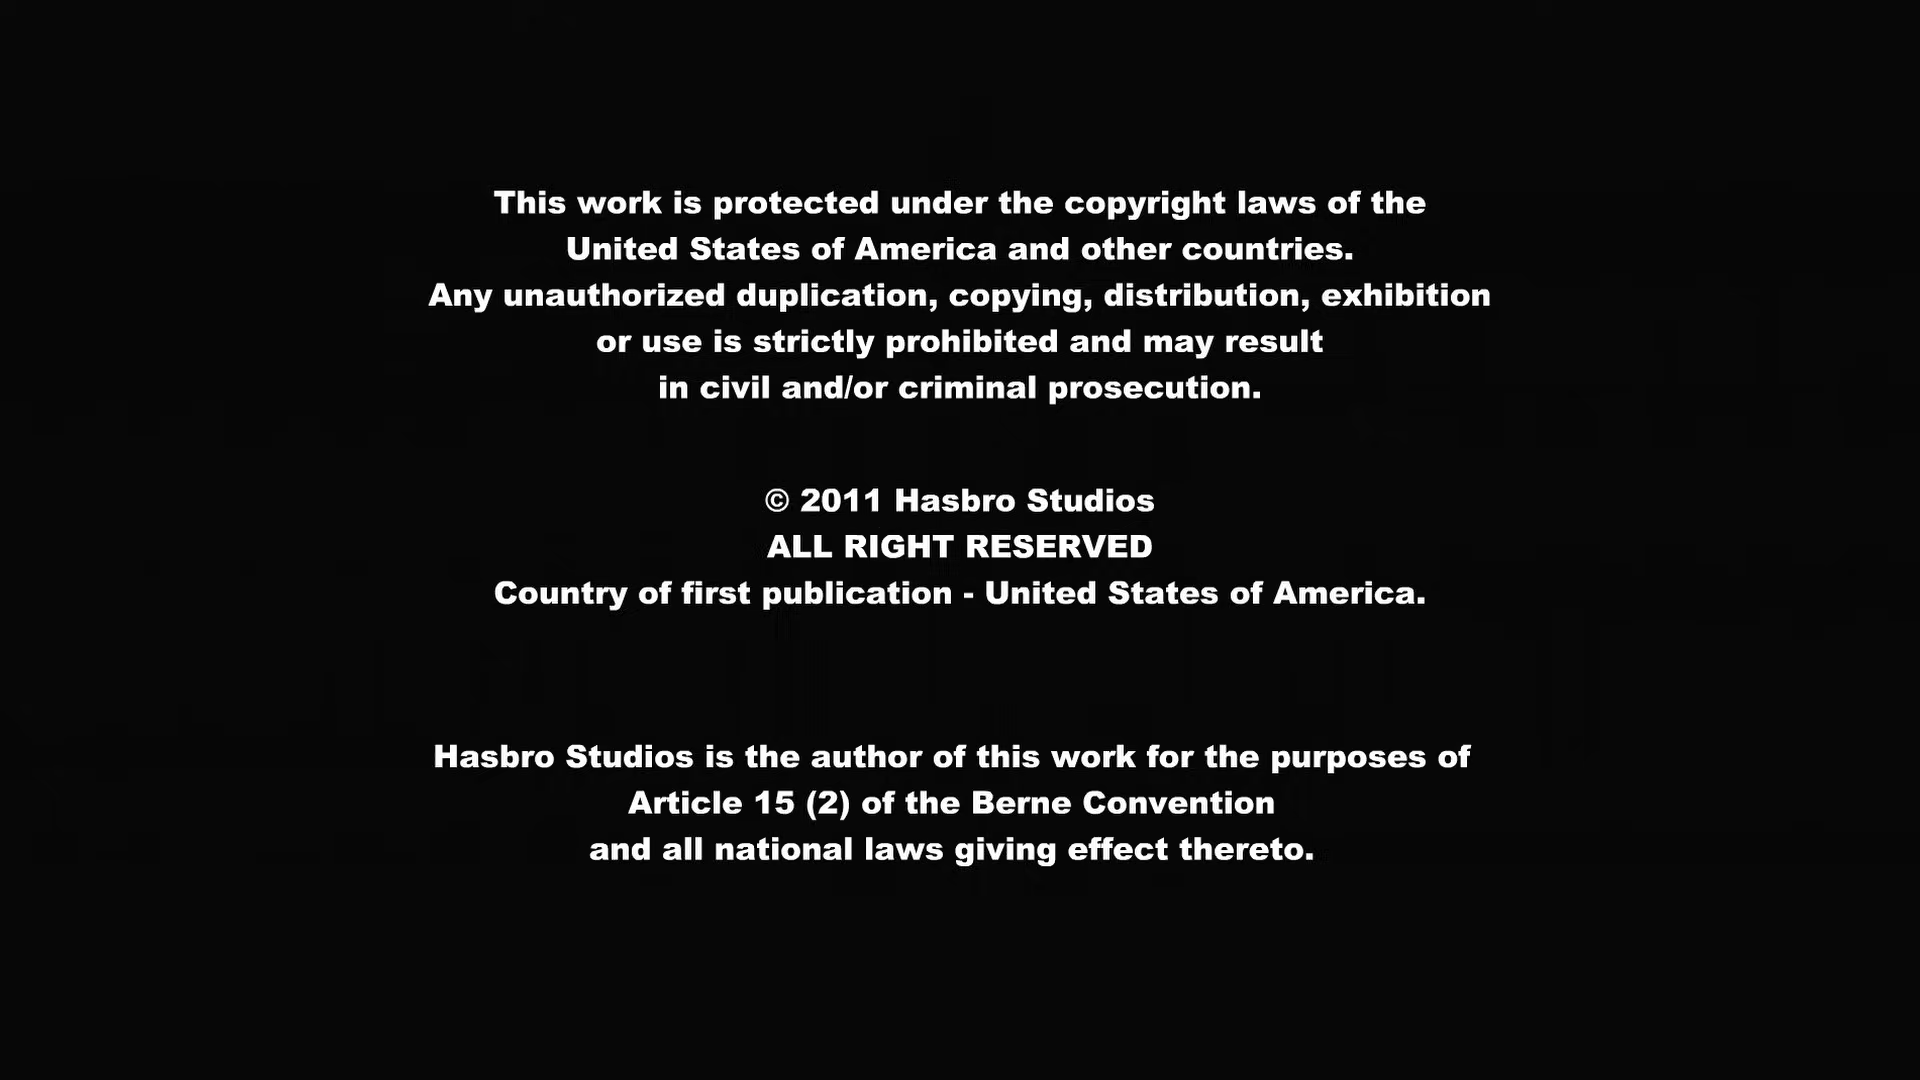 This work is protected under the copyright laws of the
United States of America and other countries.
Any unauthorized duplication, copying, distribution, exhibition
or use is strictly prohibited and may result
in civil and/or criminal prosecution.
© 2011 Hasbro Studios
ALL RIGHT RESERVED
Country of first publication - United States of America.
Hasbro Studios is the author of this work for the purposes of
Article 15 (2) of the Berne Convention
and all national laws giving effect thereto.